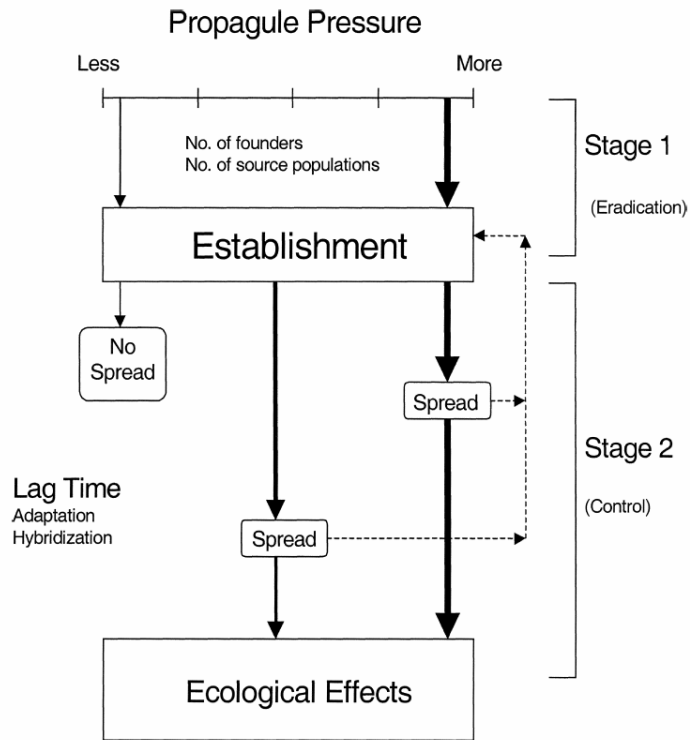 Propagule Pressure
Less
More
No. of founders
No. of source populations
Stage 1
(Eradication)
Establishment
No
Spread
Spread
Stage 2
(Control)
Lag Time
Adaptation
Hybridization
Spread
Ecological Effects